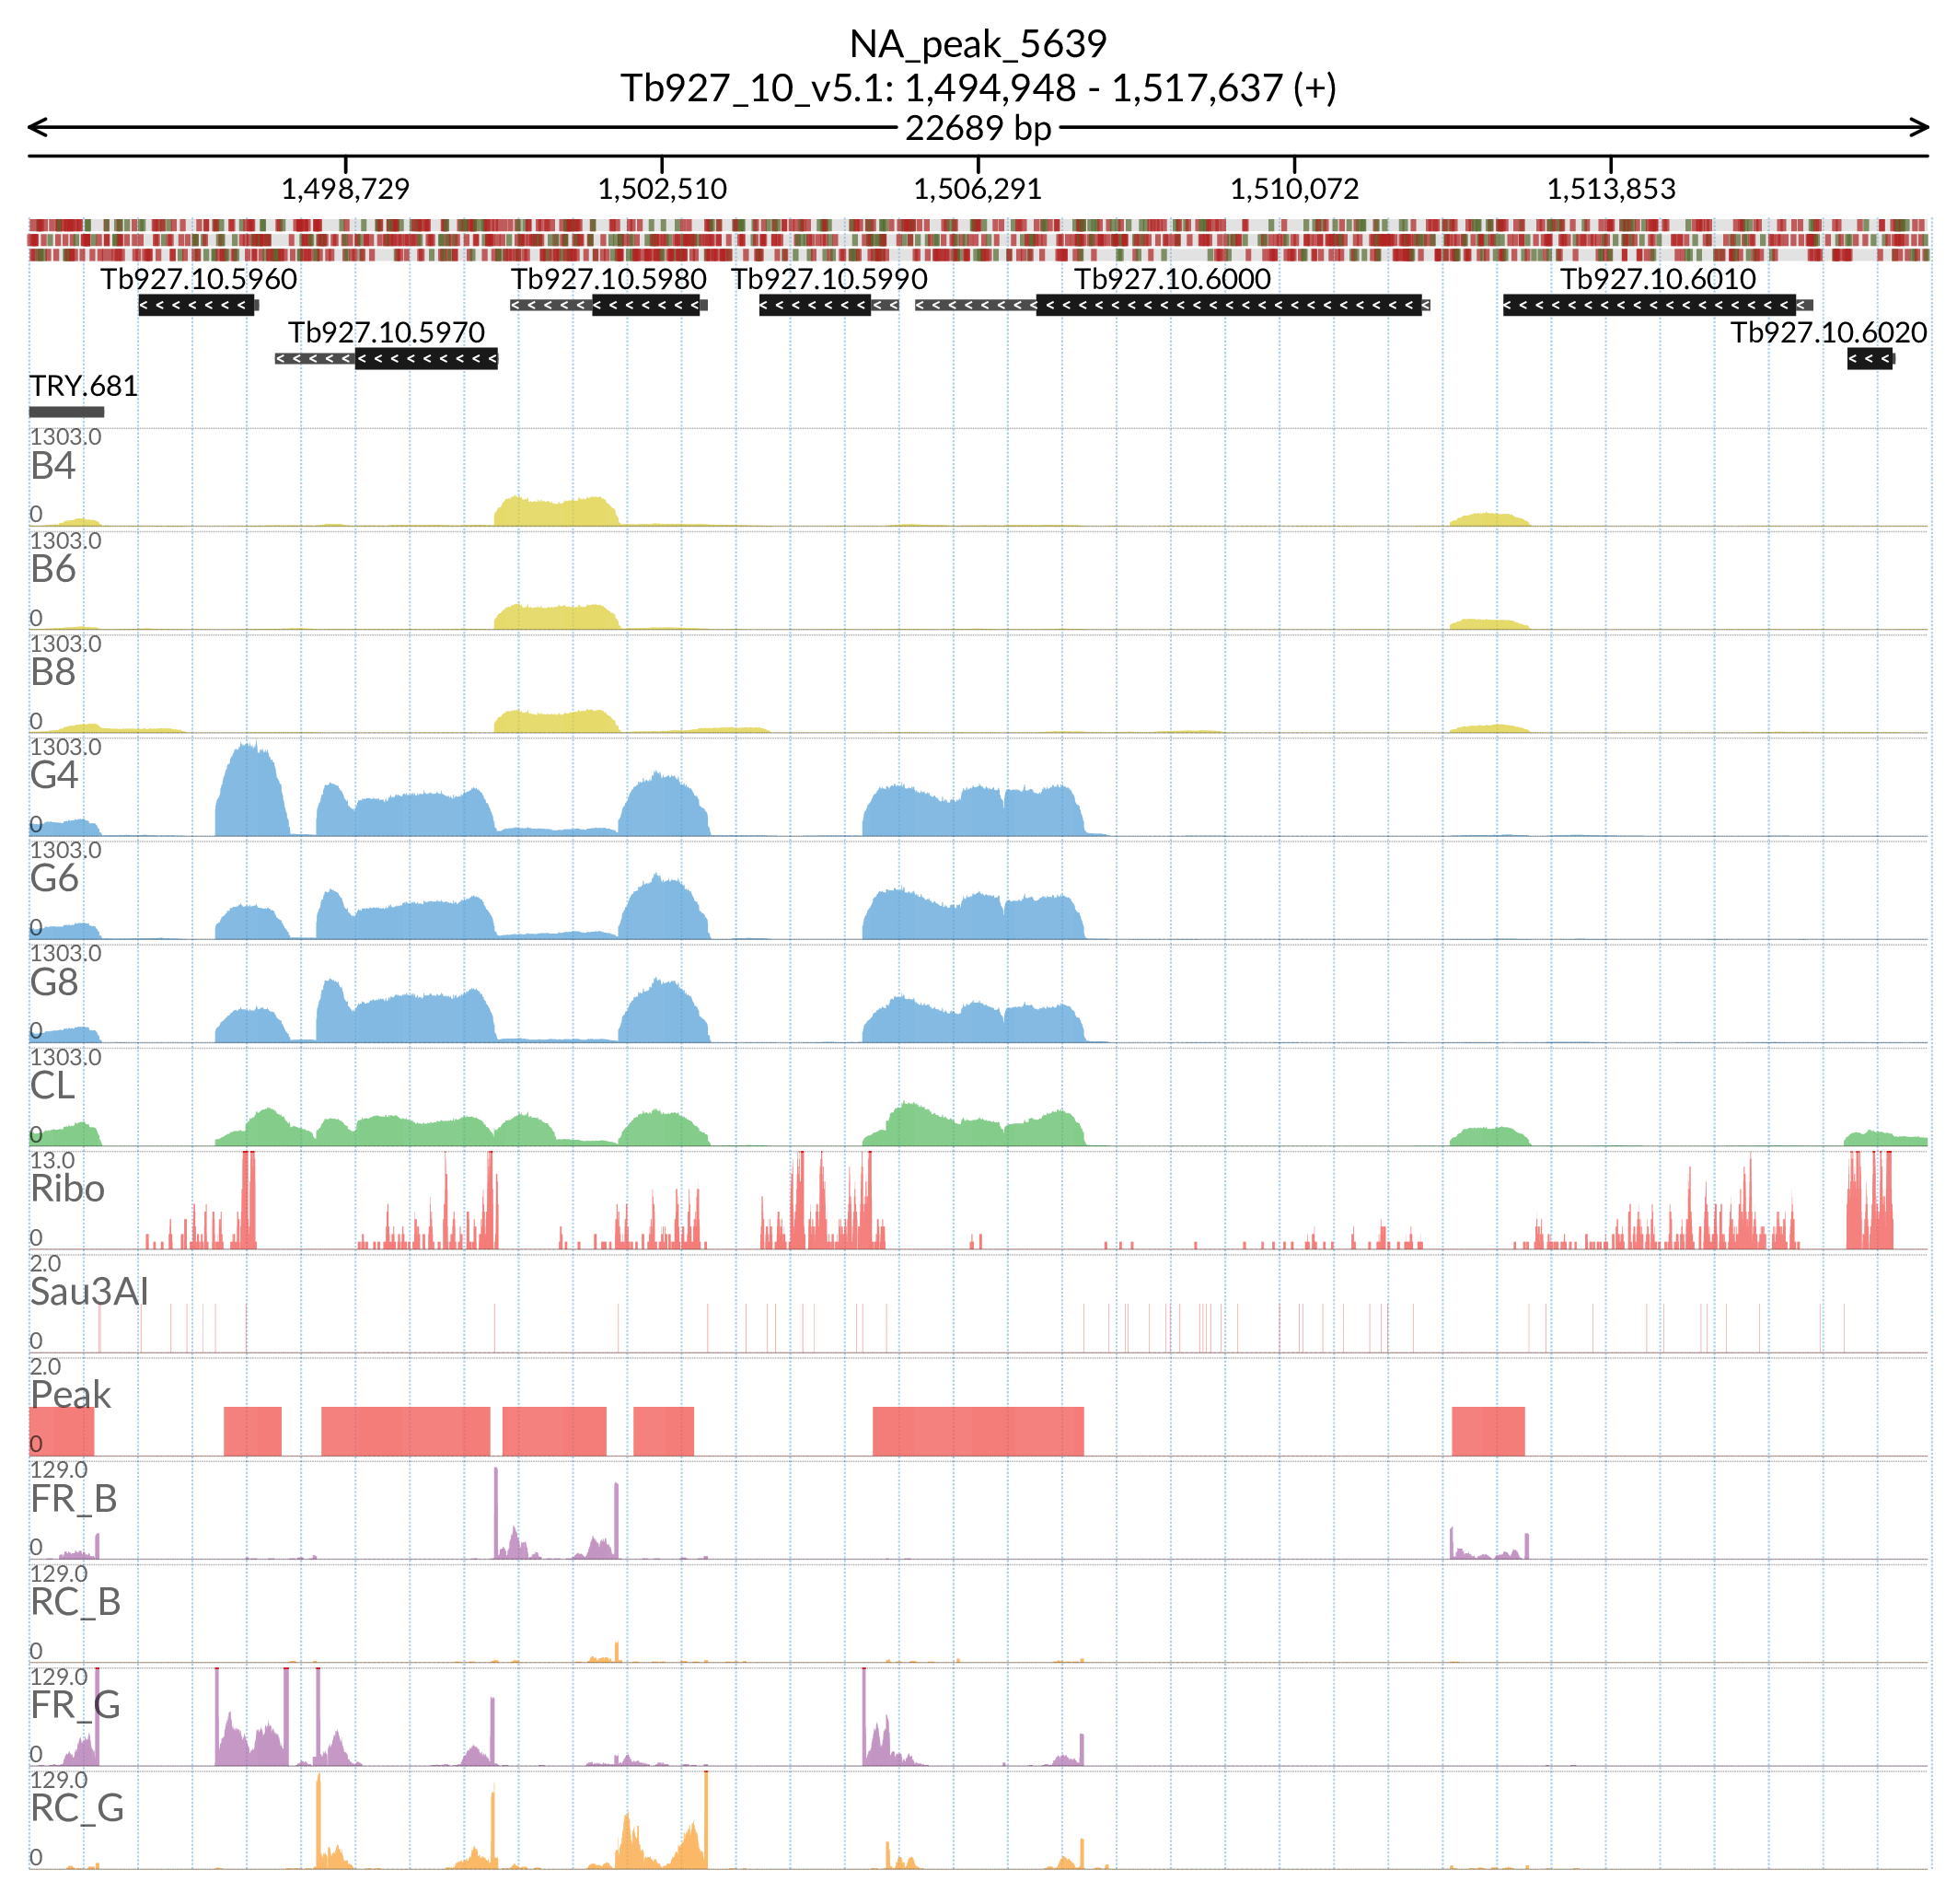 NA_peak_5639
Tb927_10_v5.1: 1,494,948 - 1,517,637 (+)
22689 bp
1,498,729 1,502,510 1,506,291 1,510,072 1,513,853
Tb927.10.5960 Tb927.10.5980 Tb927.10.5990 Tb927.10.6000 Tb927.10.6010
Tb927.10.5970 Tb927.10.6020
TRY.681
1303.0
B4
0
1303.0
B6
0
1303.0
B8
0
1303.0
G4
0
1303.0
G6
0
1303.0
G8
0
1303.0
CL
0
13.0
Ribo
0
2.0
Sau3AI
0
2.0
Peak
0
129.0
FR_B
0
129.0
RC_B
0
129.0
FR_G
0
129.0
RC_G
0